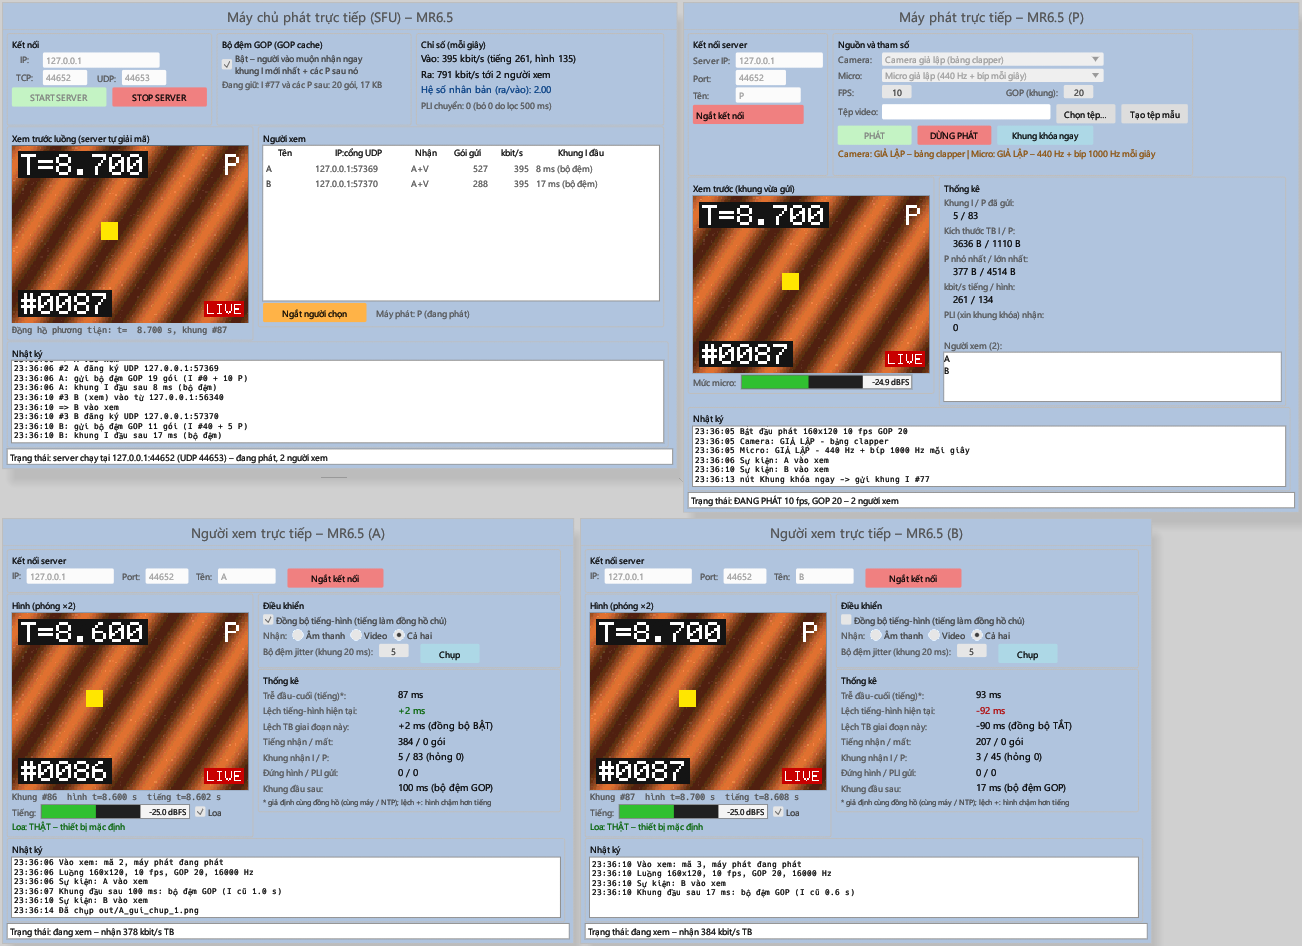 Máy chủ phát trực tiếp (SFU) – MR6.5
Kết nối
IP: 127.0.0.1
TCP: 44652 UDP: 44653
START SERVER STOP SERVER
Bộ đệm GOP (GOP cache)
Bật – người vào muộn nhận ngay
khung I mới nhất + các P sau nó
Đang giữ: I #77 và các P sau: 20 gói, 17 KB
Chỉ số (mỗi giây)
Vào: 395 kbit/s (tiếng 261, hình 135)
Ra: 791 kbit/s tới 2 người xem
Hệ số nhân bản (ra/vào): 2.00
PLI chuyển: 0 (bỏ 0 do lọc 500 ms)
Xem trước luồng (server tự giải mã)
T=8.700 P
#0087 LIVE
Đồng hồ phương tiện: t= 8.700 s, khung #87
Người xem
Tên IP:cổng UDP Nhận Gói gửi kbit/s Khung I đầu
A 127.0.0.1:57369 A+V 527 395 8 ms (bộ đệm)
B 127.0.0.1:57370 A+V 288 395 17 ms (bộ đệm)
Ngắt người chọn Máy phát: P (đang phát)
Nhật ký
23:36:06 #2 A đăng ký UDP 127.0.0.1:57369
23:36:06 A: gửi bộ đệm GOP 19 gói (I #0 + 10 P)
23:36:06 A: khung I đầu sau 8 ms (bộ đệm)
23:36:10 #3 B (xem) vào từ 127.0.0.1:56340
23:36:10 => B vào xem
23:36:10 #3 B đăng ký UDP 127.0.0.1:57370
23:36:10 B: gửi bộ đệm GOP 11 gói (I #40 + 5 P)
23:36:10 B: khung I đầu sau 17 ms (bộ đệm)
Trạng thái: server chạy tại 127.0.0.1:44652 (UDP 44653) – đang phát, 2 người xem
Máy phát trực tiếp – MR6.5 (P)
Kết nối server
Server IP: 127.0.0.1
Port: 44652
Tên: P
Ngắt kết nối
Nguồn và tham số
Camera: Camera giả lập (bảng clapper)
Micro: Micro giả lập (440 Hz + bíp mỗi giây)
FPS: 10 GOP (khung): 20
Tệp video: Chọn tệp... Tạo tệp mẫu
PHÁT DỪNG PHÁT Khung khóa ngay
Camera: GIẢ LẬP – bảng clapper | Micro: GIẢ LẬP – 440 Hz + bíp 1000 Hz mỗi giây
Xem trước (khung vừa gửi)
T=8.700 P
#0087 LIVE
Mức micro: -24.9 dBFS
Thống kê
Khung I / P đã gửi:
5 / 83
Kích thước TB I / P:
3636 B / 1110 B
P nhỏ nhất / lớn nhất:
377 B / 4514 B
kbit/s tiếng / hình:
261 / 134
PLI (xin khung khóa) nhận:
0
Người xem (2):
A
B
Nhật ký
23:36:05 Bắt đầu phát 160x120 10 fps GOP 20
23:36:05 Camera: GIẢ LẬP - bảng clapper
23:36:05 Micro: GIẢ LẬP - 440 Hz + bíp 1000 Hz mỗi giây
23:36:06 Sự kiện: A vào xem
23:36:10 Sự kiện: B vào xem
23:36:13 nút Khung khóa ngay -> gửi khung I #77
Trạng thái: ĐANG PHÁT 10 fps, GOP 20 – 2 người xem
Người xem trực tiếp – MR6.5 (A)
Kết nối server
IP: 127.0.0.1 Port: 44652 Tên: A Ngắt kết nối
Hình (phóng ×2)
T=8.600 P
#0086 LIVE
Khung #86 hình t=8.600 s tiếng t=8.602 s
Tiếng: -25.0 dBFS Loa
Loa: THẬT – thiết bị mặc định
Điều khiển
Đồng bộ tiếng-hình (tiếng làm đồng hồ chủ)
Nhận: Âm thanh Video Cả hai
Bộ đệm jitter (khung 20 ms): 5 Chụp
Thống kê
Trễ đầu-cuối (tiếng)*: 87 ms
Lệch tiếng-hình hiện tại: +2 ms
Lệch TB giai đoạn này: +2 ms (đồng bộ BẬT)
Tiếng nhận / mất: 384 / 0 gói
Khung nhận I / P: 5 / 83 (hỏng 0)
Đứng hình / PLI gửi: 0 / 0
Khung đầu sau: 100 ms (bộ đệm GOP)
* giả định cùng đồng hồ (cùng máy / NTP); lệch +: hình chậm hơn tiếng
Nhật ký
23:36:06 Vào xem: mã 2, máy phát đang phát
23:36:06 Luồng 160x120, 10 fps, GOP 20, 16000 Hz
23:36:06 Sự kiện: A vào xem
23:36:07 Khung đầu sau 100 ms: bộ đệm GOP (I cũ 1.0 s)
23:36:10 Sự kiện: B vào xem
23:36:14 Đã chụp out/A_gui_chup_1.png
Trạng thái: đang xem – nhận 378 kbit/s TB
Người xem trực tiếp – MR6.5 (B)
Kết nối server
IP: 127.0.0.1 Port: 44652 Tên: B Ngắt kết nối
Hình (phóng ×2)
T=8.700 P
#0087 LIVE
Khung #87 hình t=8.700 s tiếng t=8.608 s
Tiếng: -25.0 dBFS Loa
Loa: THẬT – thiết bị mặc định
Điều khiển
Đồng bộ tiếng-hình (tiếng làm đồng hồ chủ)
Nhận: Âm thanh Video Cả hai
Bộ đệm jitter (khung 20 ms): 5 Chụp
Thống kê
Trễ đầu-cuối (tiếng)*: 93 ms
Lệch tiếng-hình hiện tại: -92 ms
Lệch TB giai đoạn này: -90 ms (đồng bộ TẮT)
Tiếng nhận / mất: 207 / 0 gói
Khung nhận I / P: 3 / 45 (hỏng 0)
Đứng hình / PLI gửi: 0 / 0
Khung đầu sau: 17 ms (bộ đệm GOP)
* giả định cùng đồng hồ (cùng máy / NTP); lệch +: hình chậm hơn tiếng
Nhật ký
23:36:10 Vào xem: mã 3, máy phát đang phát
23:36:10 Luồng 160x120, 10 fps, GOP 20, 16000 Hz
23:36:10 Sự kiện: B vào xem
23:36:10 Khung đầu sau 17 ms: bộ đệm GOP (I cũ 0.6 s)
Trạng thái: đang xem – nhận 384 kbit/s TB